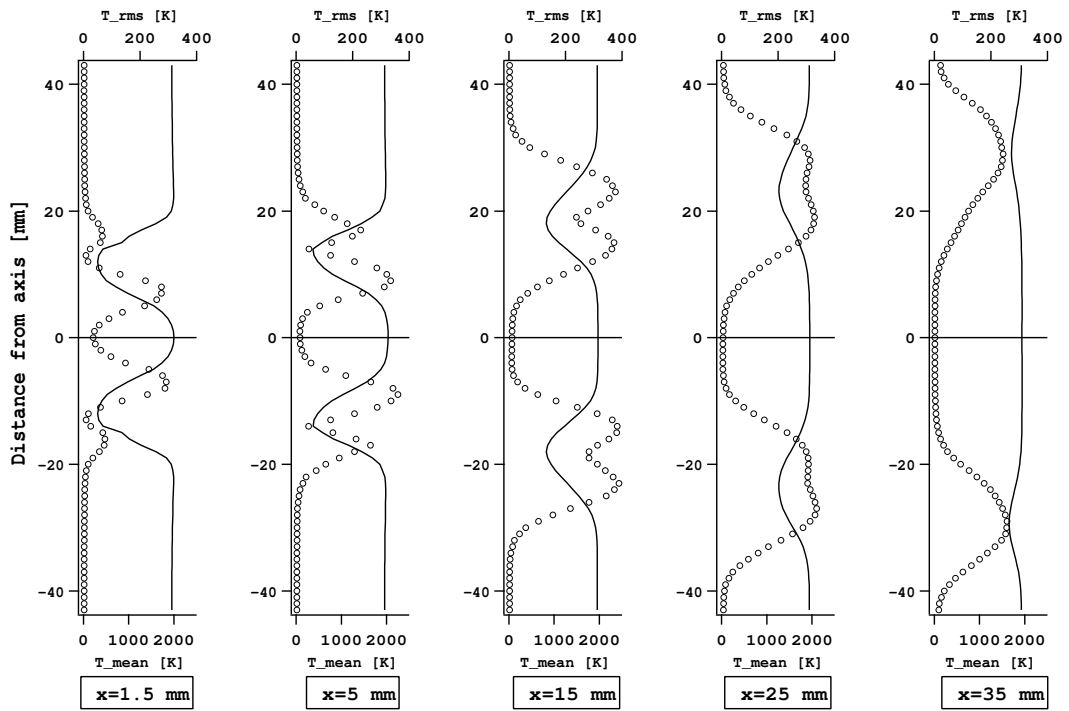 T_rms [K] T_rms [K] T_rms [K] T_rms [K] T_rms [K]
0 200 400 0 200 400 0 200 400 0 200 400 0 200 400
40 40 40 40 40
20 20 20 20 20
0 0 0 0 0
−20 −20 −20 −20 −20
−40 −40 −40 −40 −40
Distance from axis [mm]
0 1000 2000 0 1000 2000 0 1000 2000 0 1000 2000 0 1000 2000
T_mean [K] T_mean [K] T_mean [K] T_mean [K] T_mean [K]
x=1.5 mm x=5 mm x=15 mm x=25 mm x=35 mm